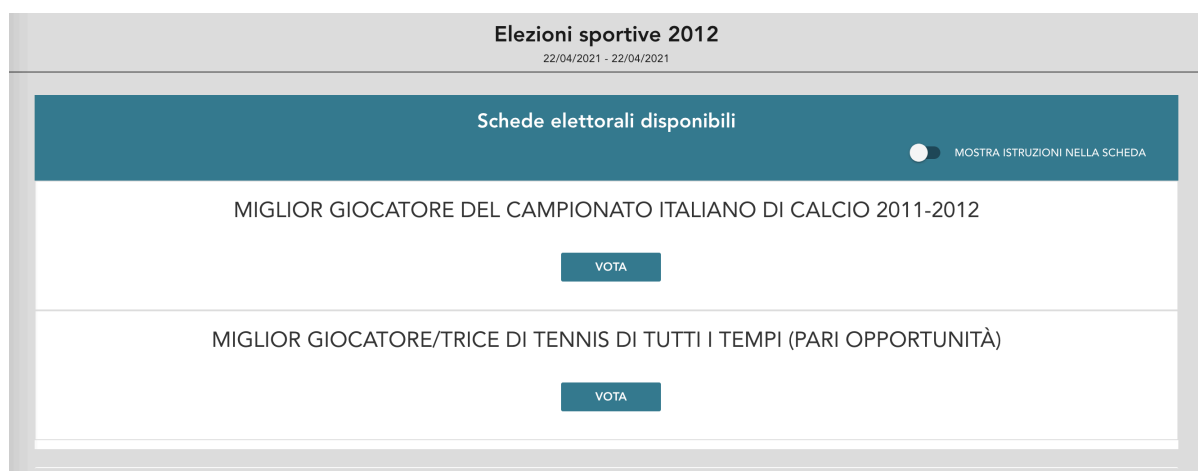 Elezioni sportive 2012
22/04/2021 - 22/04/2021
Schede elettorali disponibili
MOSTRA ISTRUZIONI NELLA SCHEDA
MIGLIOR GIOCATORE DEL CAMPIONATO ITALIANO DI CALCIO 2011-2012
VOTA
MIGLIOR GIOCATORE/TRICE DI TENNIS DI TUTTI I TEMPI (PARI OPPORTUNITÀ)
VOTA